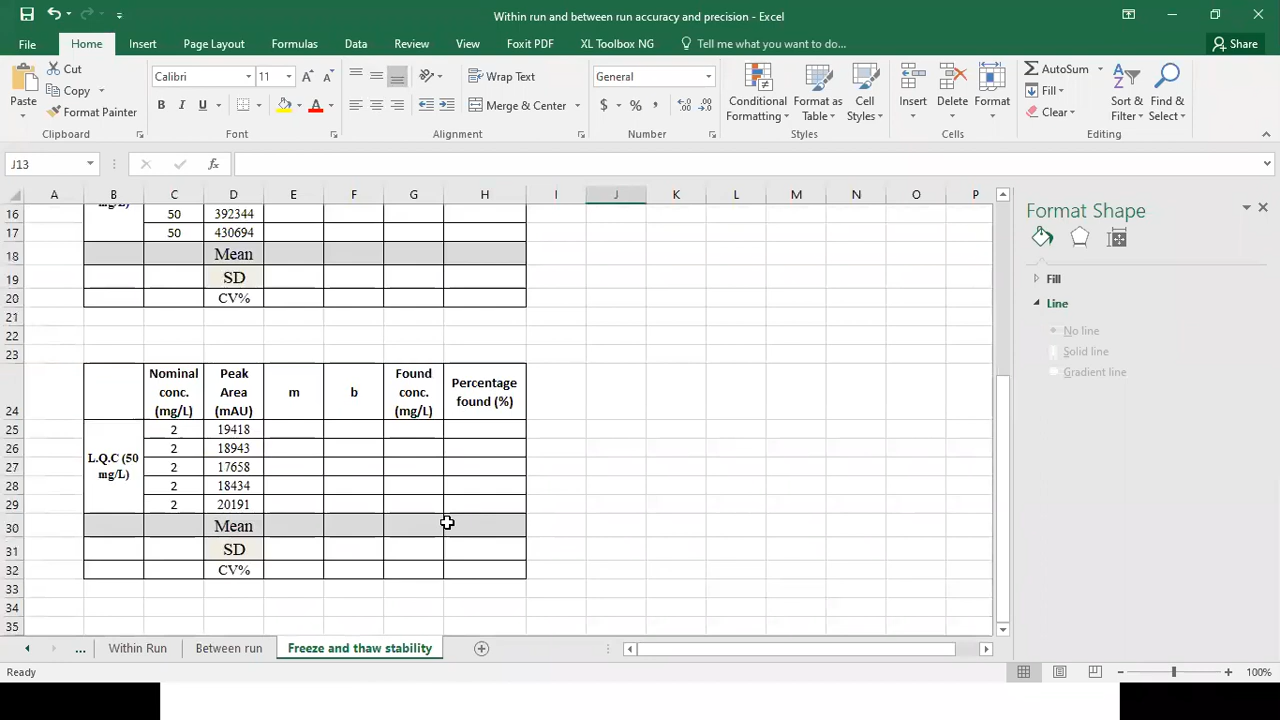 Within run and between run accuracy and precision - Excel
File Home Insert Page Layout Formulas Data Review View Foxit PDF XL Toolbox NG Tell me what you want to do... Share
Paste
Cut
Copy
Format Painter
Clipboard
Calibri 11
B I U
Font
Wrap Text
Merge & Center
Alignment
General
$ % ,
Number
Conditional Formatting
Format as Table
Cell Styles
Styles
Insert Delete Format
Cells
AutoSum
Fill
Clear
Sort & Filter
Find & Select
Editing
J13 fx
A B C D E F G H I J K L M N O P
16 50 392344
17 50 430694
18 Mean
19 SD
20 CV%
21
22
23
24 Nominal conc. (mg/L) Peak Area (mAU) m b Found conc. (mg/L) Percentage found (%)
L.Q.C (50 mg/L)
25 2 19418
26 2 18943
27 2 17658
28 2 18434
29 2 20191
30 Mean
31 SD
32 CV%
33
34
35
... Within Run Between run Freeze and thaw stability
Ready 100%
Format Shape
Fill
Line
No line
Solid line
Gradient line